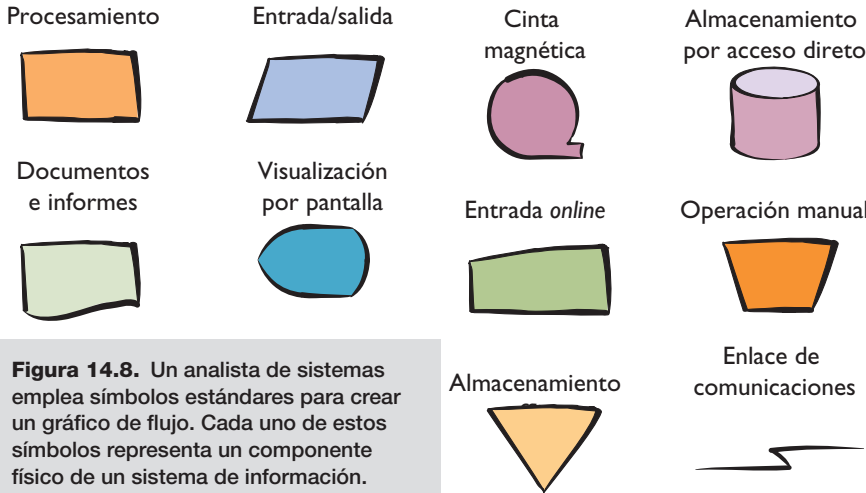 Procesamiento
Entrada/salida
Cinta
magnética
Almacenamiento
por acceso direto
Documentos
e informes
Visualización
por pantalla
Entrada online
Operación manual
Almacenamiento
Enlace de
comunicaciones
Figura 14.8. Un analista de sistemas
emplea símbolos estándares para crear
un gráfico de flujo. Cada uno de estos
símbolos representa un componente
físico de un sistema de información.